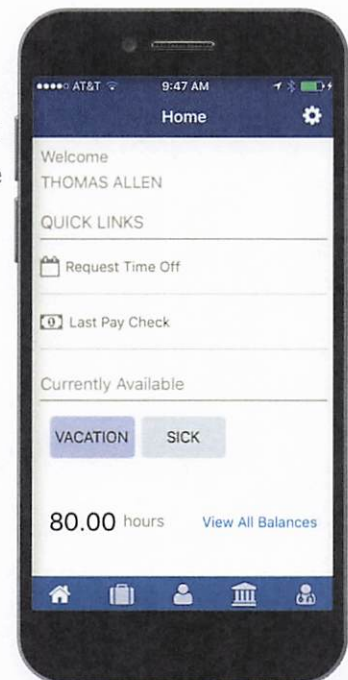 AT&T 9:47 AM
Home
Welcome
THOMAS ALLEN
QUICK LINKS
Request Time Off
Last Pay Check
Currently Available
VACATION SICK
80.00 hours View All Balances